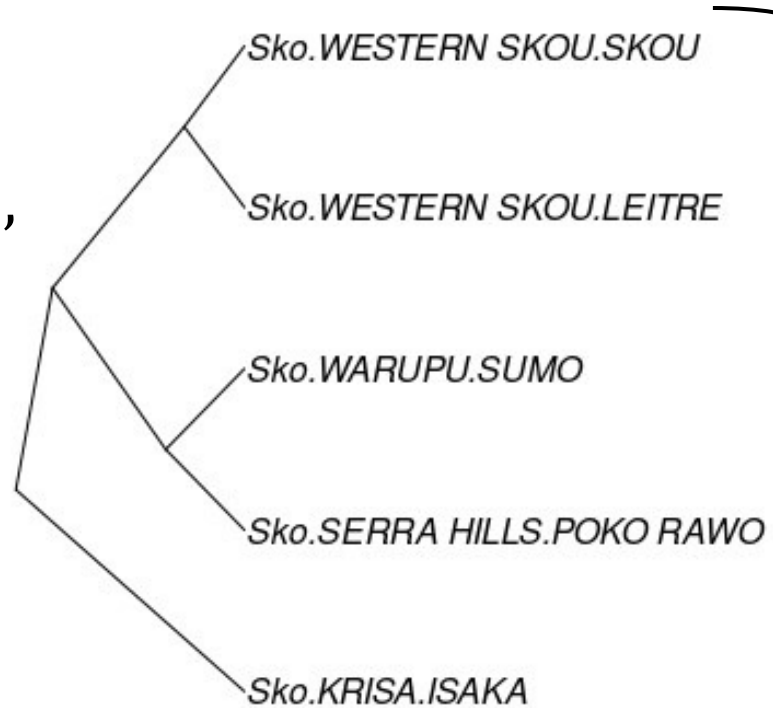 Sko.WESTERN SKOU.SKOU
,
Sko.WESTERN SKOU.LEITRE
Sko.WARUPU.SUMO
Sko.SERRA HILLS.POKO RAWO
Sko.KRISA.ISAKA